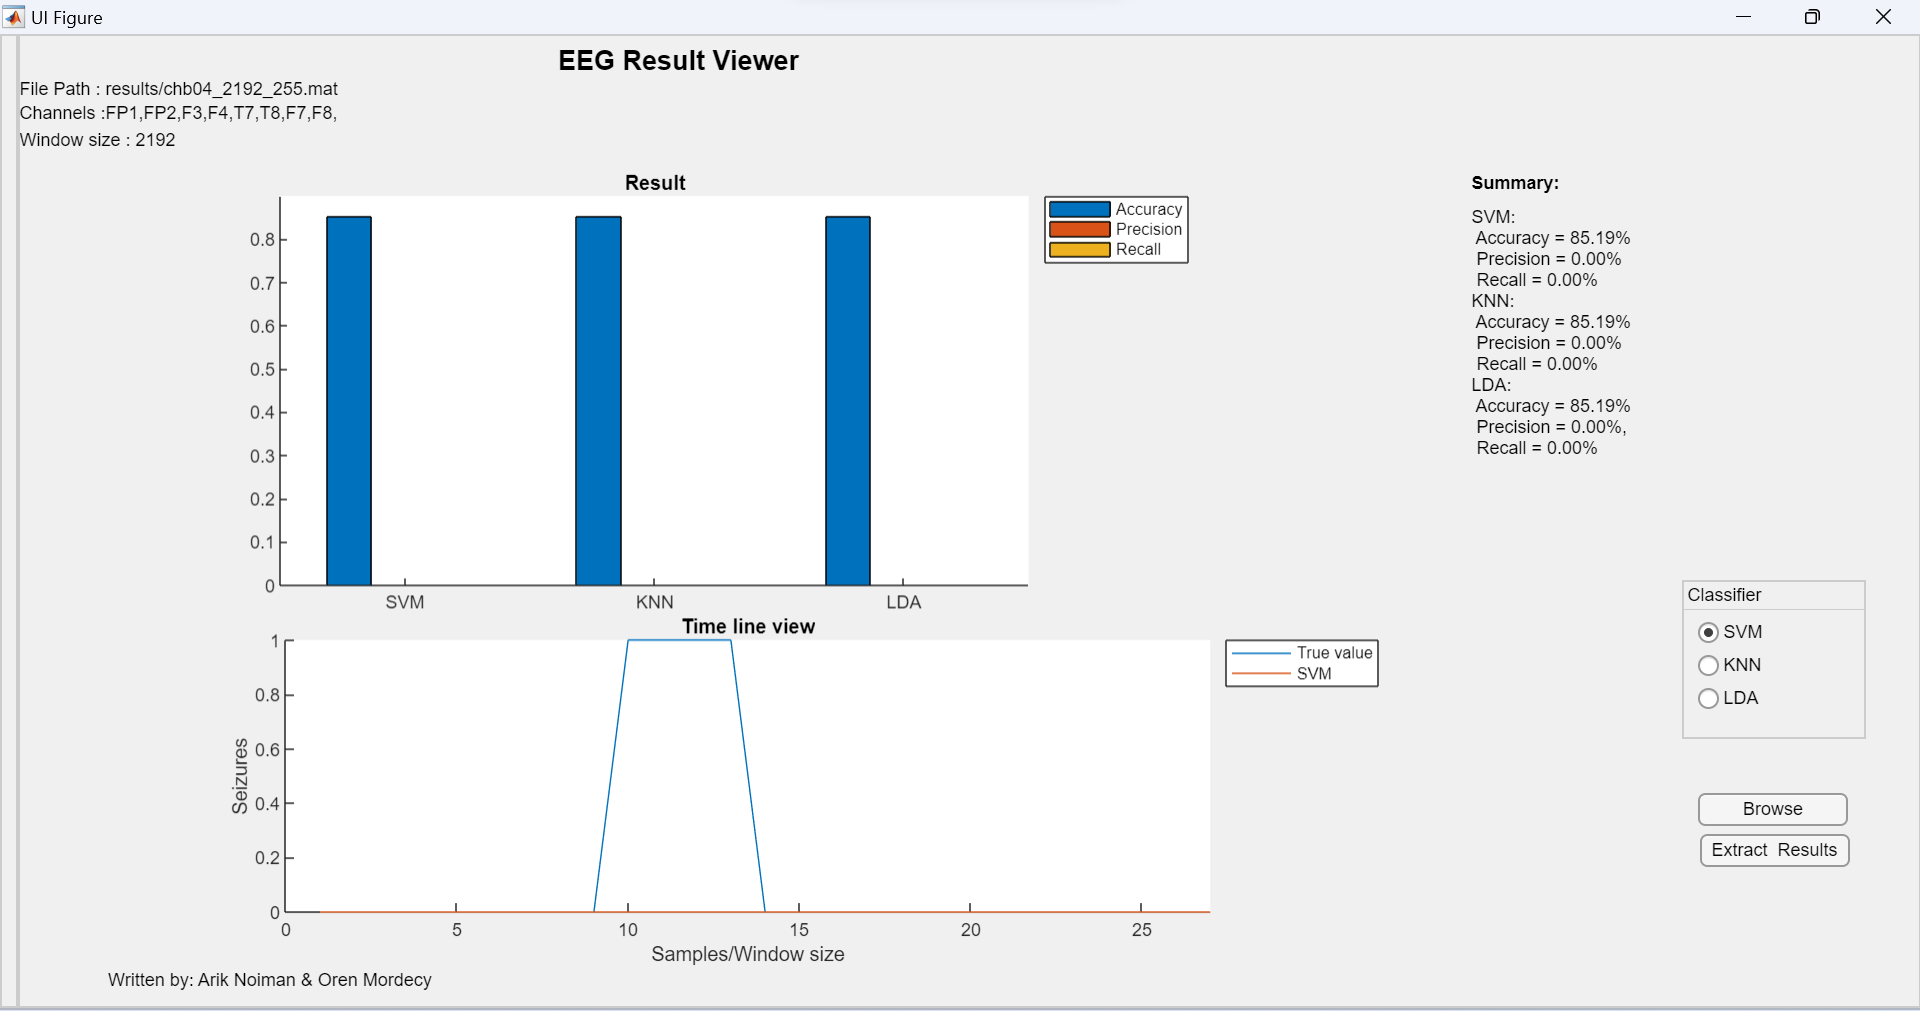 UI Figure
EEG Result Viewer
File Path : results/chb04_2192_255.mat
Channels :FP1,FP2,F3,F4,T7,T8,F7,F8,
Window size : 2192
Result
0.8
0.7
0.6
0.5
0.4
0.3
0.2
0.1
0
SVM KNN LDA
Accuracy
Precision
Recall
Summary:
SVM:
Accuracy = 85.19%
Precision = 0.00%
Recall = 0.00%
KNN:
Accuracy = 85.19%
Precision = 0.00%
Recall = 0.00%
LDA:
Accuracy = 85.19%
Precision = 0.00%,
Recall = 0.00%
Time line view
1
0.8
0.6
0.4
0.2
0
Seizures
0 5 10 15 20 25
Samples/Window size
True value
SVM
Classifier
SVM
KNN
LDA
Browse
Extract Results
Written by: Arik Noiman & Oren Mordecy